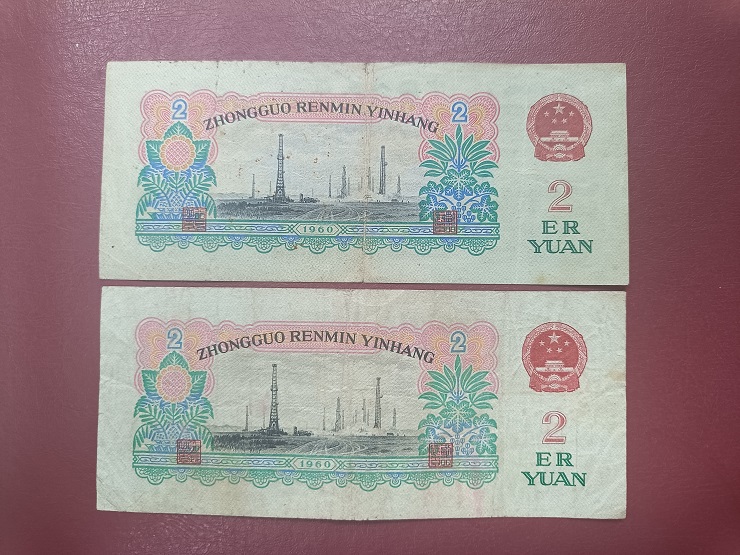 2 2
ZHONGGUO RENMIN YINHANG
1960
2
ER
YUAN
2 2
ZHONGGUO RENMIN YINHANG
1960
2
ER
YUAN